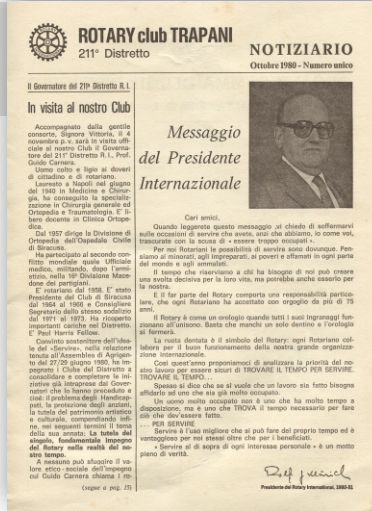 ROTARY club TRAPANI
211° Distretto
NOTIZIARIO
Ottobre 1980 - Numero unico
Il Governatore del 211° Distretto R. I.
In visita al nostro Club
Accompagnato dalla gentile
consorte, Signora Vittoria, il 4
novembre p. v. sarà in visita uffi-
ciale al nostro Club il Governa-
tore del 211° Distretto R. I., Prof.
Guido Carnera.
Uomo colto e ligio ai doveri
di cittadino e di rotariano.
Laureato a Napoli nel giugno
del 1940 in Medicina e Chirur-
gia, ha conseguito la specializ-
zazione in Chirurgia generale ed
Ortopedia e Traumatologia. E' li-
bero docente in Clinica Ortope-
dica.
Dal 1957 dirige la Divisione di
Ortopedia dell'Ospedale Civile
di Siracusa.
Ha partecipato al secondo con-
flitto mondiale quale Ufficiale
medico, militando, dopo l'armi-
stizio, nella 16ª Divisione Mace-
done dei partigiani.
E' rotariano dal 1958. E' stato
Presidente del Club di Siracusa
dal 1964 al 1966 e Consigliere
Segretario dello stesso sodalizio
dal 1971 al 1973. Ha ricoperto
importanti cariche nel Distretto.
E' Paul Harris Fellow.
Convinto sostenitore dell'i-
dea del «Servire», nella relazione
tenuta all'Assemblea di Agrigen-
to del 27/29 giugno 1980, ha im-
pegnato i Clubs del Distretto a
consolidare e completare le ini-
ziative già intraprese dai Gover-
natori che lo hanno preceduto e
cioè: il problema degli Handicap-
pati, la protezione degli anziani,
la tutela del patrimonio artistico
e culturale, compendiando infi-
ne, nei seguenti termini il tema
della sua annata: La tutela del
singolo, fondamentale impegno
del Rotary nella realtà del no-
stro tempo.
A nessuno può sfuggire il va-
lore etico-sociale dell'impegno
cui Guido Carnera chiama i ro-
(segue a pag. 15)
Messaggio
del Presidente
Internazionale
Cari amici,
Quando leggerete questo messaggio vi chiedo di soffermarvi
sulle occasioni di servire che avete, anzi che abbiamo, io come voi,
trascurate con la scusa di « essere troppo occupati ».
Per noi Rotariani le possibilità di servire sono dovunque. Pen-
siamo ai minorati, agli impreparati, ai poveri e affamati in ogni parte
del mondo e agli ammalati.
Il tempo che riserviamo a chi ha bisogno di noi può creare
una svolta decisiva per la loro vita, ma potrebbe anche esserlo per
la nostra.
E il far parte del Rotary comporta una responsabilità partico-
lare, che ogni Rotariano ha accettato con orgoglio da più di 75
anni.
Il Rotary è come un orologio quando tutti i suoi ingranaggi fun-
zionano all'unisono. Basta che manchi un solo dentino e l'orologio
si fermerà.
La ruota dentata è il simbolo del Rotary: ogni Rotariano col-
labora per il buon funzionamento della nostra grande organizza-
zione Internazionale.
Così quest'anno proponiamoci di analizzare la priorità del no-
stro lavoro per essere sicuri di TROVARE IL TEMPO PER SERVIRE.
TROVARE IL TEMPO...
Spesso si dice che se si vuole che un lavoro sia fatto bisogna
affidarlo ad uno che sia già molto occupato.
Un uomo molto occupato non è uno che ha molto tempo a
disposizione, ma è uno che TROVA il tempo necessario per fare
ciò che dev'essere fatto.
... PER SERVIRE
Servire è l'uso migliore che si può fare del proprio tempo ed è
vantaggioso per noi stessi oltre che per i beneficiati.
« Servire al di sopra di ogni interesse personale » è un motto
pieno di verità.
Presidente del Rotary International, 1980-81